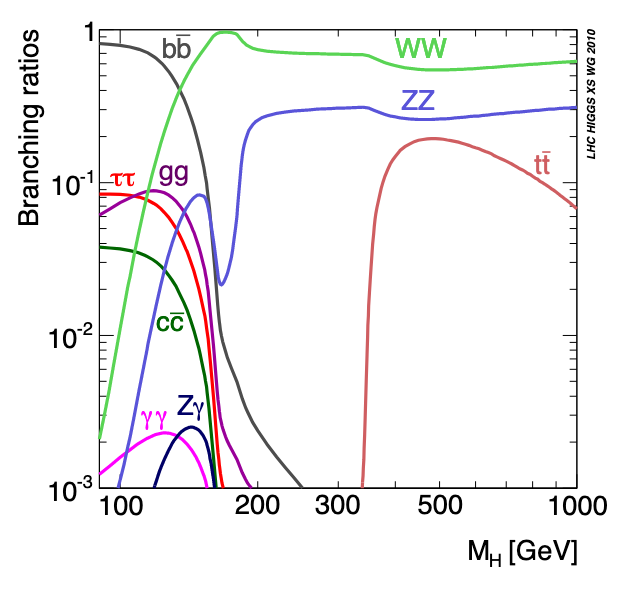 Branching ratios
1
10⁻¹
10⁻²
10⁻³
bb̅
WW
ZZ
ττ
gg
tt̅
cc̅
γγ
Zγ
100 200 300 500 1000
M_H [GeV]
LHC HIGGS XS WG 2010